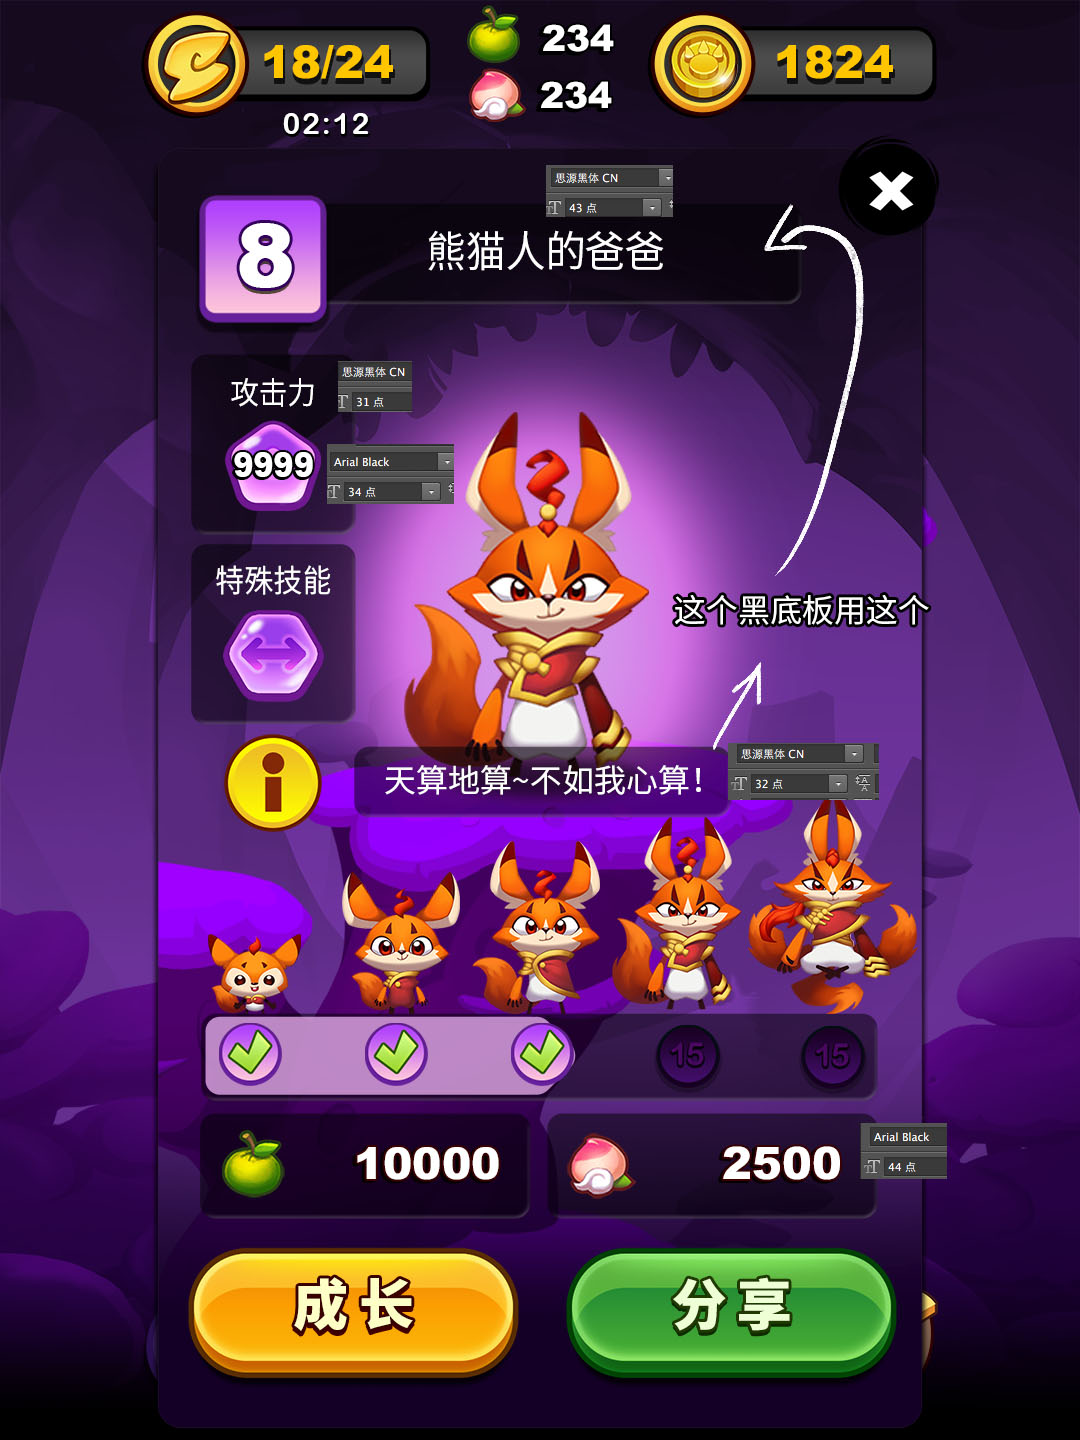 18/24
234
1824
234
02:12
思源黑体 CN
43 点
8
熊猫人的爸爸
攻击力
思源黑体 CN
31 点
9999
Arial Black
34 点
特殊技能
这个黑底板用这个
天算地算~不如我心算!
思源黑体 CN
32 点
15
15
10000
2500
Arial Black
44 点
成长
分享